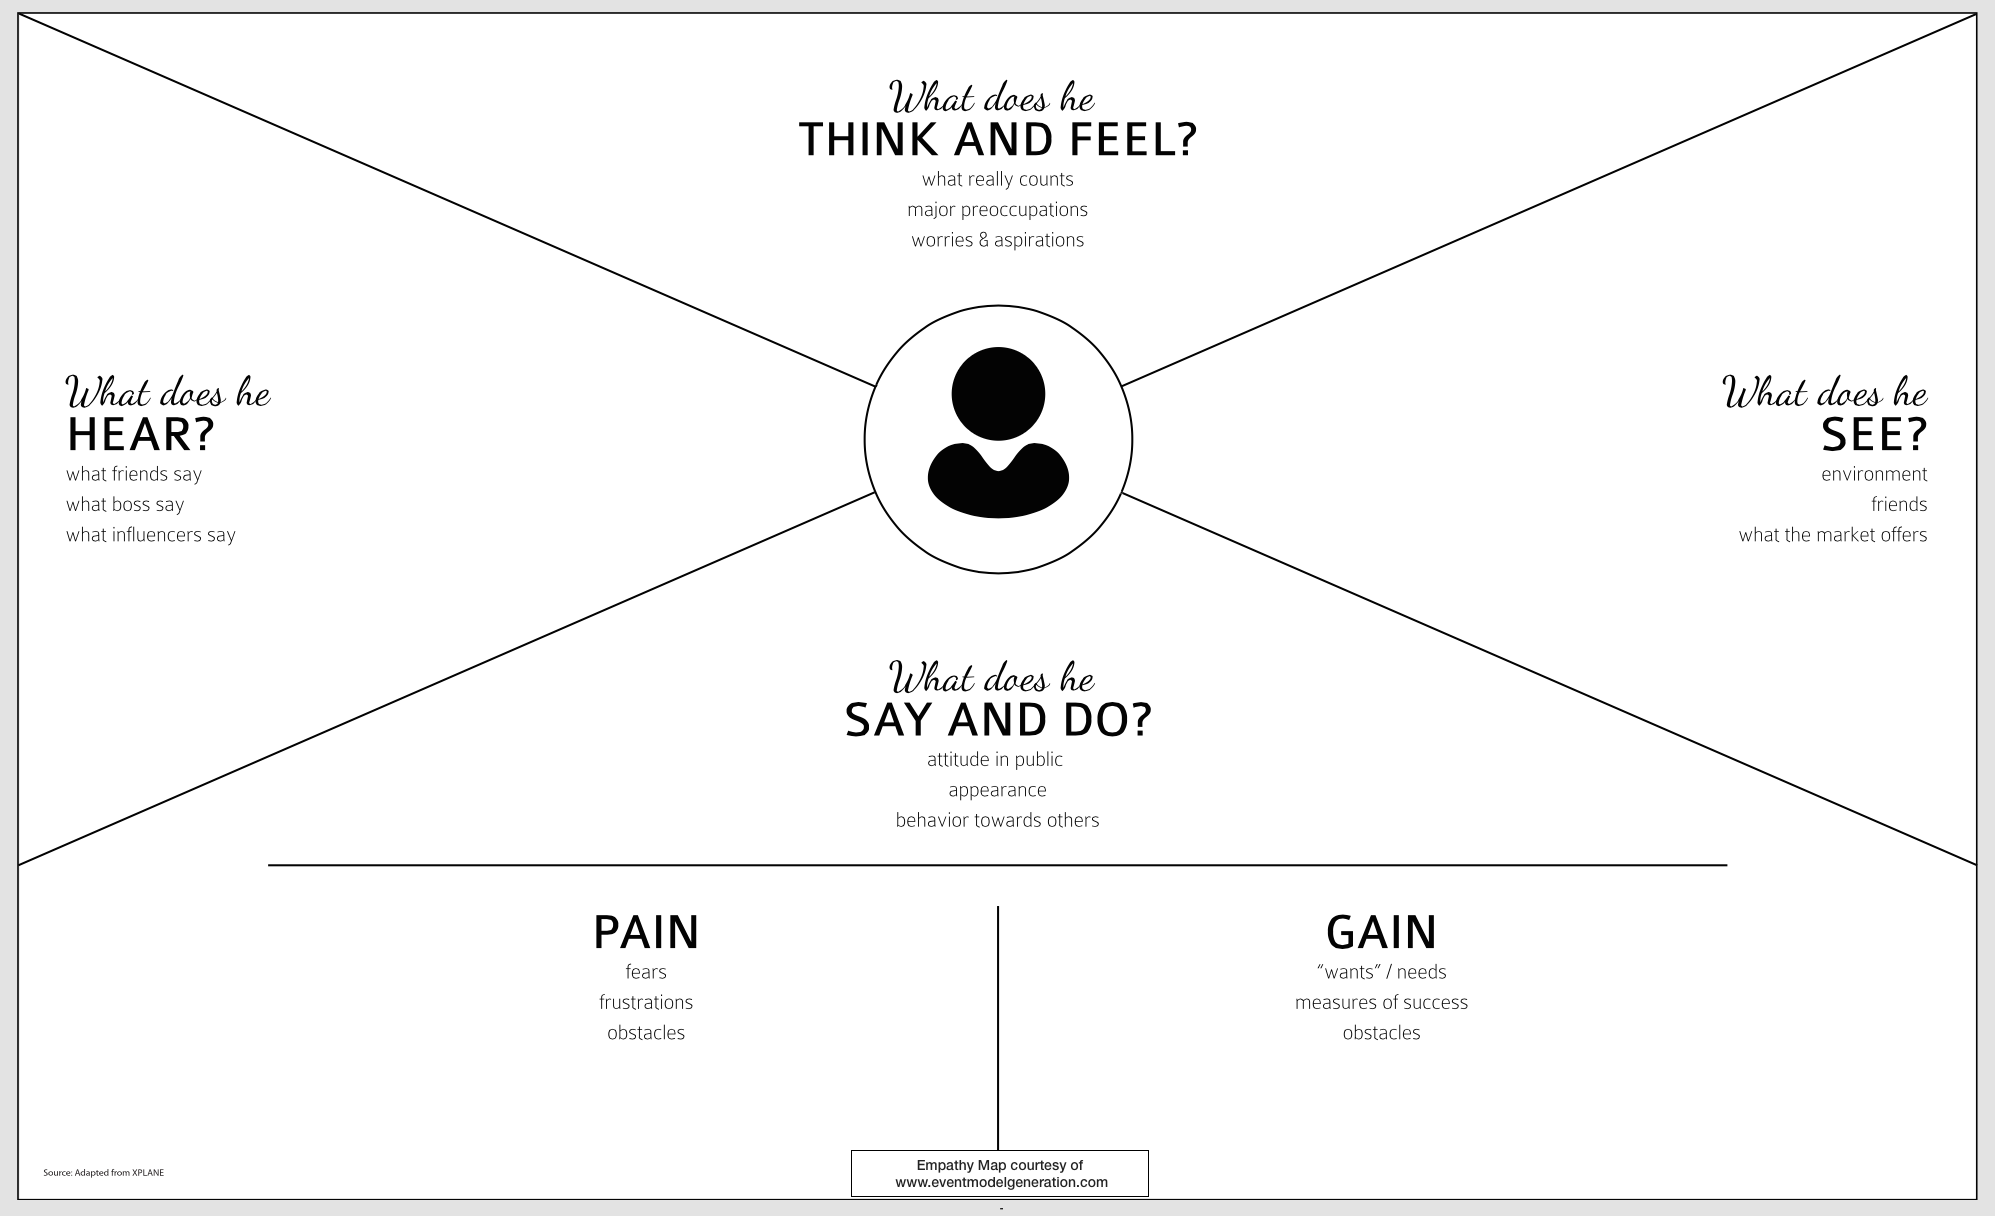 What does he
THINK AND FEEL?
what really counts
major preoccupations
worries & aspirations
What does he
HEAR?
what friends say
what boss say
what influencers say
What does he
SEE?
environment
friends
what the market offers
What does he
SAY AND DO?
attitude in public
appearance
behavior towards others
PAIN
fears
frustrations
obstacles
GAIN
“wants” / needs
measures of success
obstacles
Source: Adapted from XPLANE
Empathy Map courtesy of
www.eventmodelgeneration.com
-